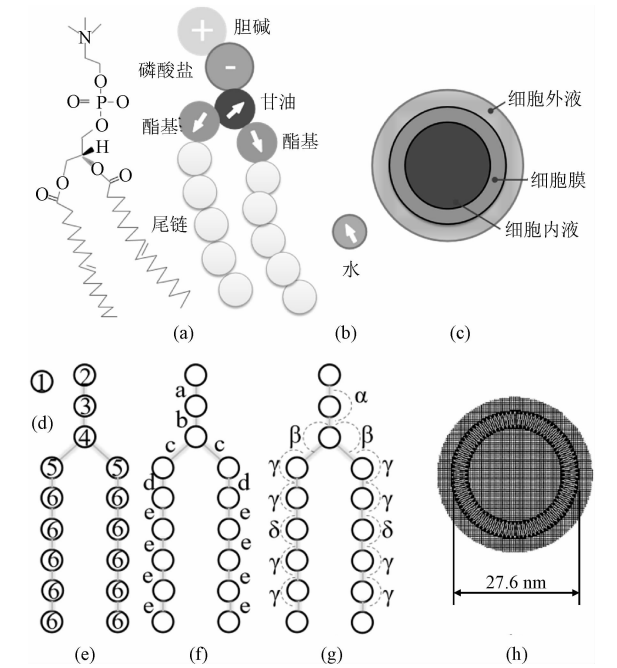 N
O
O=P-O
O
H
O
O
O
O
+
胆碱
磷酸盐
-
甘油
酯基
酯基
尾链
水
细胞外液
细胞膜
细胞内液
(a)
(b)
(c)
1
(d)
2
3
4
5 5
6 6
6 6
6 6
6 6
6 6
(e)
a
b
c c
d d
e e
e e
e e
e e
(f)
α
β β
γ γ
γ γ
δ δ
γ γ
γ γ
(g)
27.6 nm
(h)